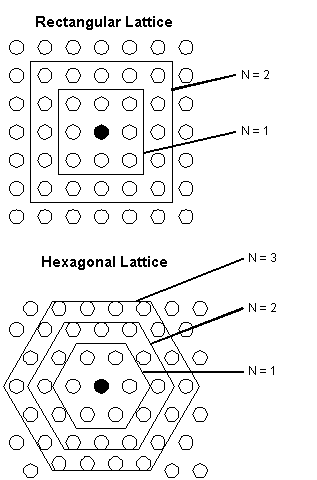 Rectangular Lattice
N = 2
N = 1
Hexagonal Lattice
N = 3
N = 2
N = 1